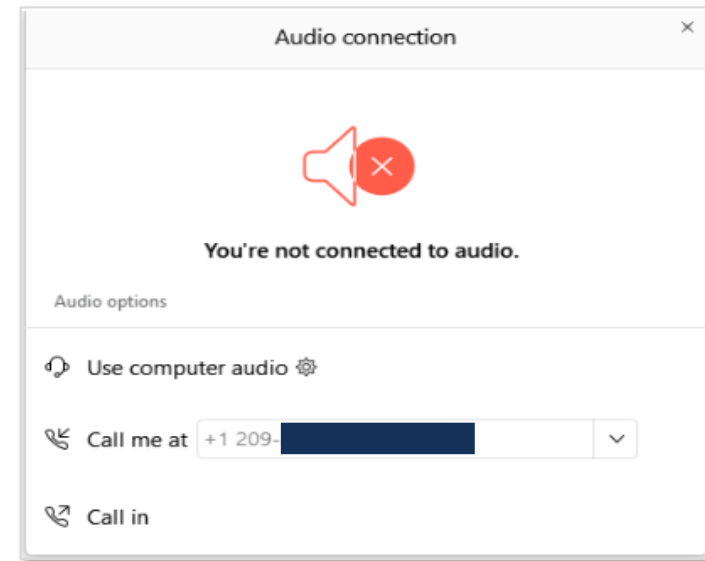 Audio connection
You're not connected to audio.
Audio options
Use computer audio
Call me at +1 209-
Call in